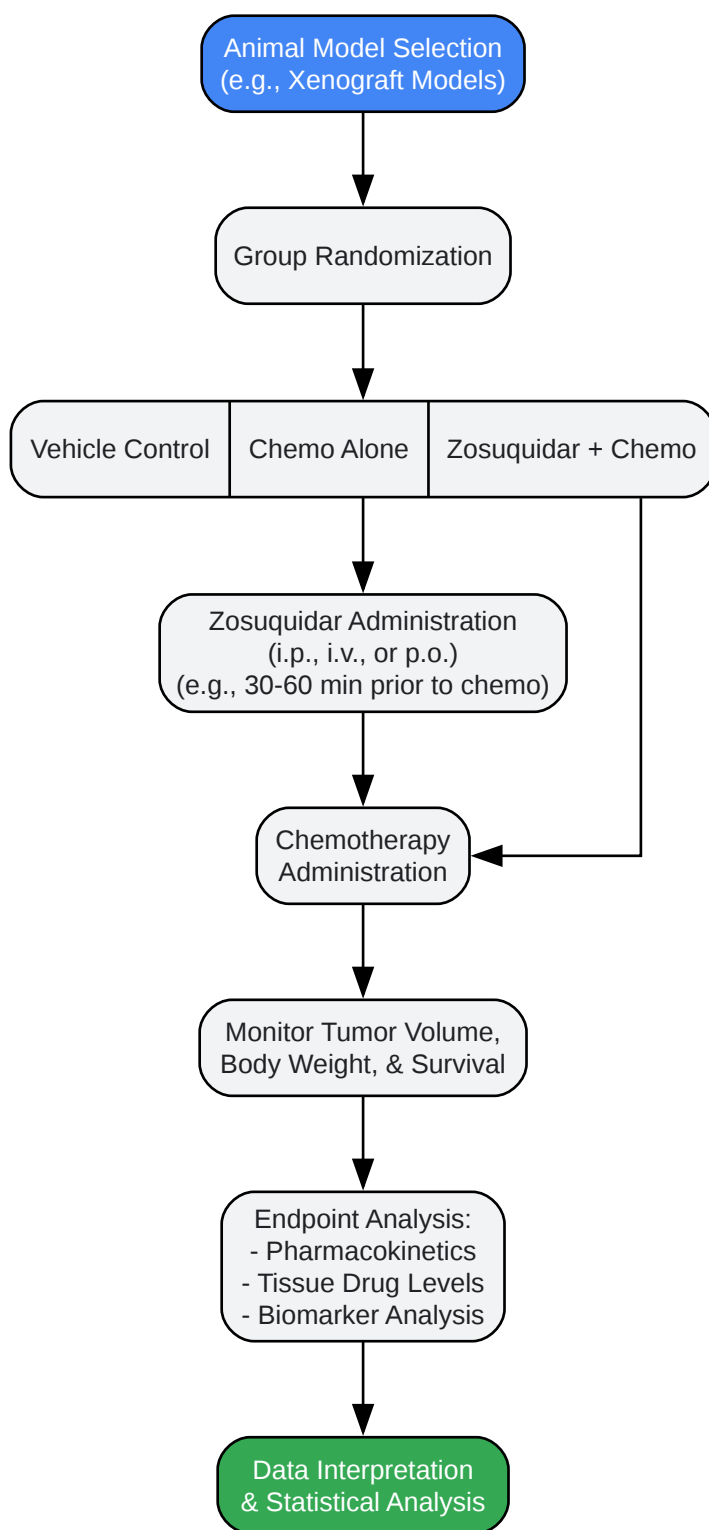 Animal Model Selection
(e.g., Xenograft Models)
Group Randomization
Vehicle Control
Chemo Alone
Zosuquidar + Chemo
Zosuquidar Administration
(i.p., i.v., or p.o.)
(e.g., 30-60 min prior to chemo)
Chemotherapy
Administration
Monitor Tumor Volume,
Body Weight, & Survival
Endpoint Analysis:
- Pharmacokinetics
- Tissue Drug Levels
- Biomarker Analysis
Data Interpretation
& Statistical Analysis